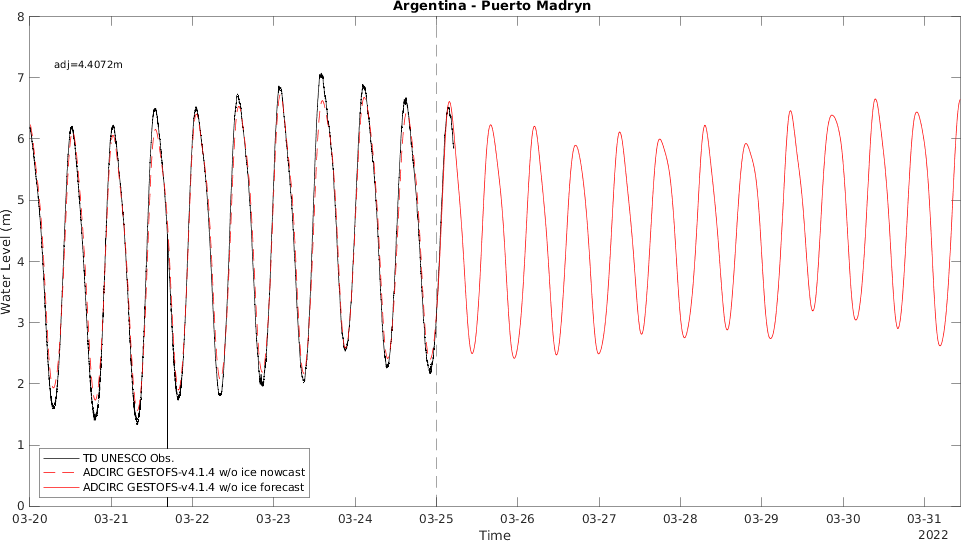 Argentina - Puerto Madryn
8
adj=4.4072m
7
6
5
4
3
2
1
0
Water Level (m)
TD UNESCO Obs.
ADCIRC GESTOFS-v4.1.4 w/o ice nowcast
ADCIRC GESTOFS-v4.1.4 w/o ice forecast
03-20 03-21 03-22 03-23 03-24 03-25 03-26 03-27 03-28 03-29 03-30 03-31
Time 2022